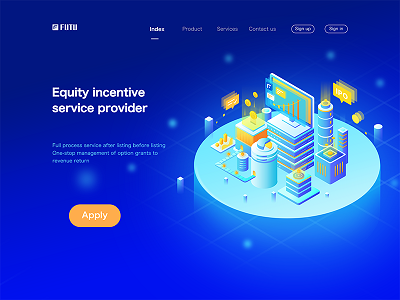 FUTU
Index Product Services Contact us Sign up Sign in
Equity incentive
service provider
Full process service after listing before listing
One-stop management of option grants to
revenue return
Apply